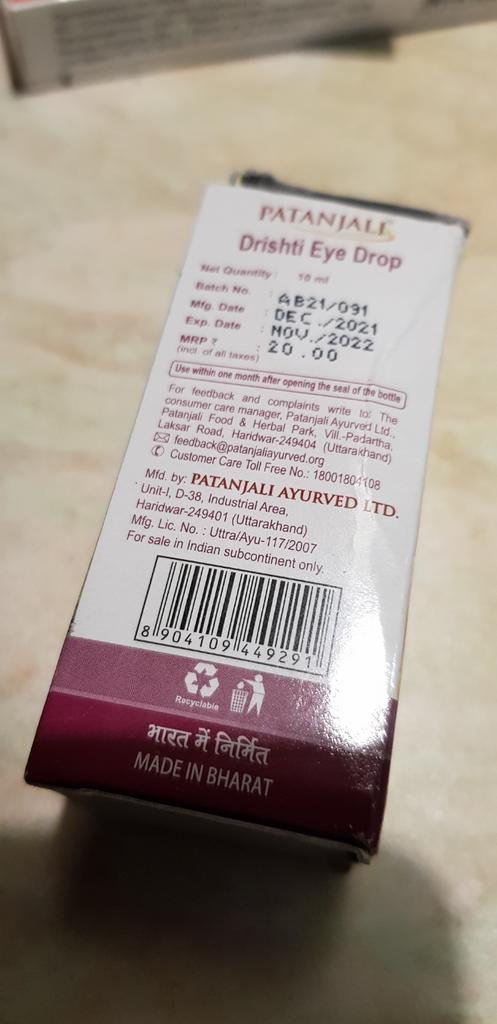 PATANJALI
Drishti Eye Drop
Net Quantity : 10 ml
Batch No. : AB21/091
Mfg. Date : DEC./2021
Exp. Date : NOV./2022
MRP ₹ : 20.00
(incl. of all taxes)
Use within one month after opening the seal of the bottle
For feedback and complaints write to: The
consumer care manager, Patanjali Ayurved Ltd.,
Patanjali Food & Herbal Park, Vill.-Padartha,
Laksar Road, Haridwar-249404 (Uttarakhand)
feedback@patanjaliayurved.org
Customer Care Toll Free No.: 18001804108
Mfd. by: PATANJALI AYURVED LTD.
Unit-I, D-38, Industrial Area,
Haridwar-249401 (Uttarakhand)
Mfg. Lic. No. : Uttra/Ayu-117/2007
For sale in Indian subcontinent only.
8 904109 449291
Recyclable
भारत में निर्मित
MADE IN BHARAT